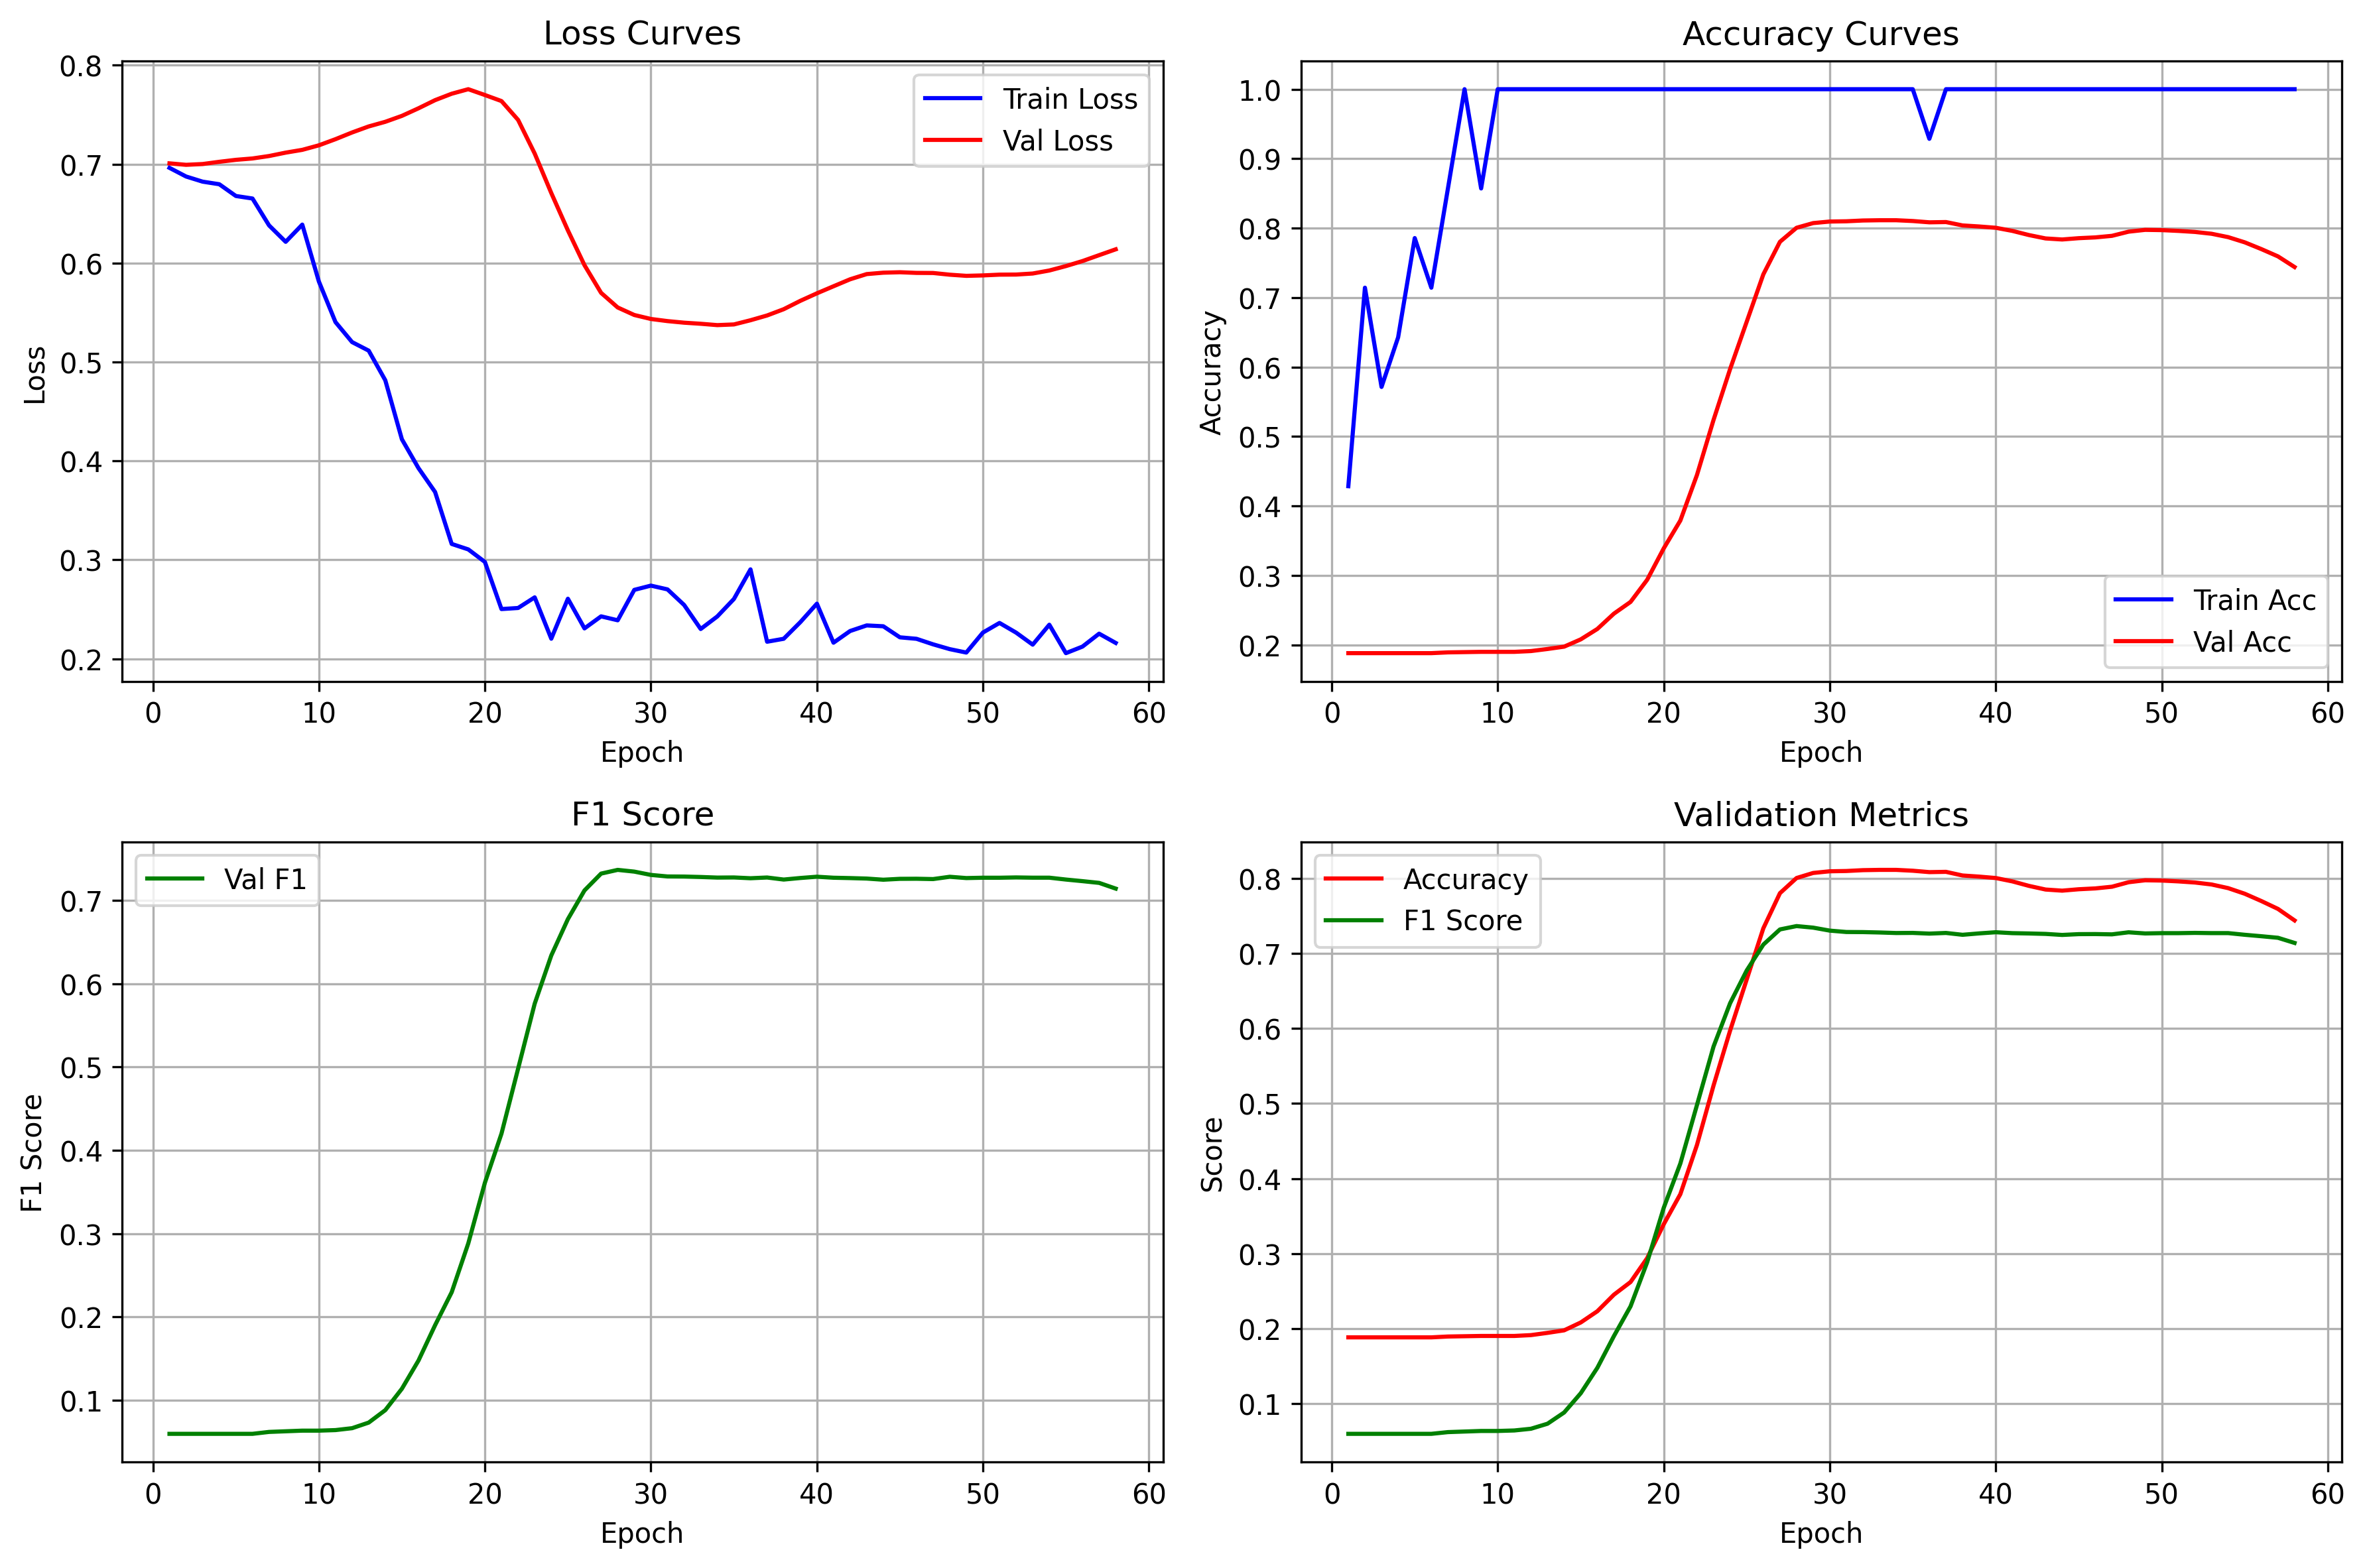 Loss Curves
0.8
0.7
0.6
0.5
0.4
0.3
0.2
Loss
Train Loss
Val Loss
0 10 20 30 40 50 60
Epoch
Accuracy Curves
1.0
0.9
0.8
0.7
0.6
0.5
0.4
0.3
0.2
Accuracy
Train Acc
Val Acc
0 10 20 30 40 50 60
Epoch
F1 Score
Val F1
0.7
0.6
0.5
0.4
0.3
0.2
0.1
F1 Score
0 10 20 30 40 50 60
Epoch
Validation Metrics
Accuracy
F1 Score
0.8
0.7
0.6
0.5
0.4
0.3
0.2
0.1
Score
0 10 20 30 40 50 60
Epoch